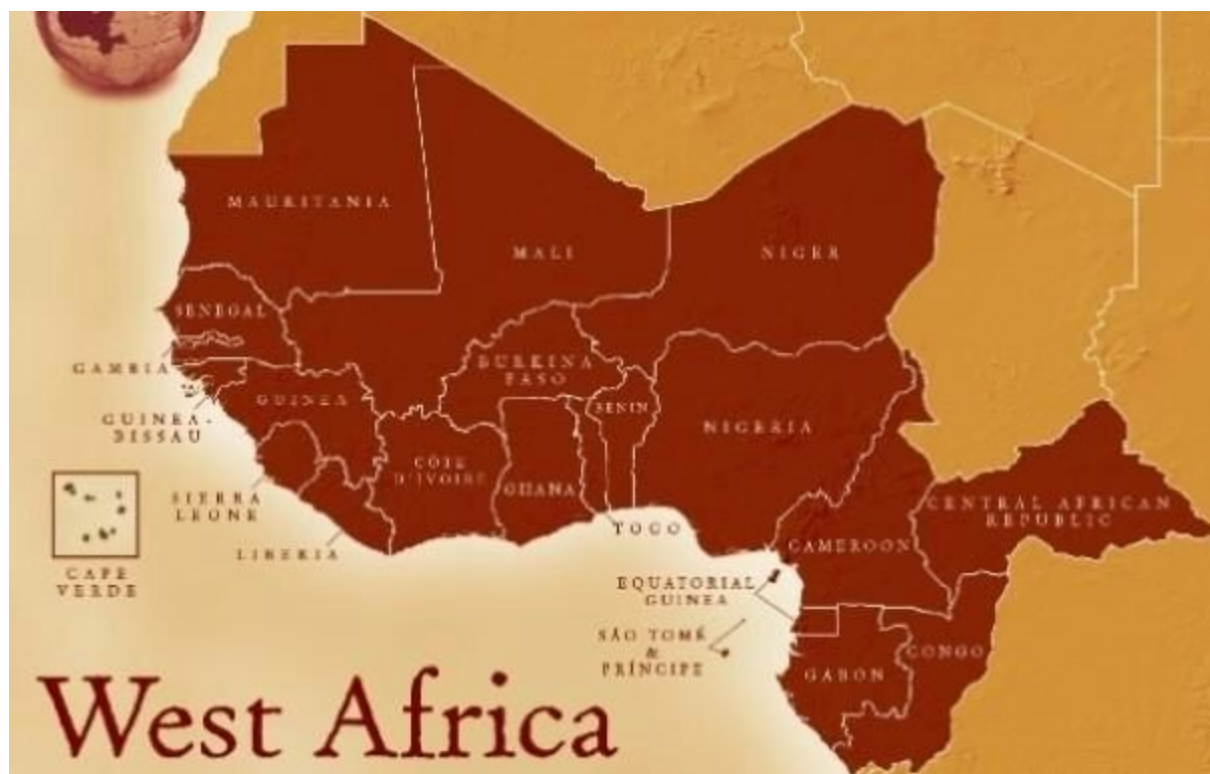 MAURITANIA
MALI
NIGER
SENEGAL
GAMBIA
BURKINA
FASO
GUINEA
BENIN
GUINEA-
BISSAU
NIGERIA
CÔTE
D'IVOIRE
GHANA
SIERRA
LEONE
CENTRAL AFRICAN
REPUBLIC
TOGO
LIBERIA
CAMEROON
CAPE
VERDE
EQUATORIAL
GUINEA
SÃO TOMÉ
&
PRÍNCIPE
CONGO
GABON
West Africa